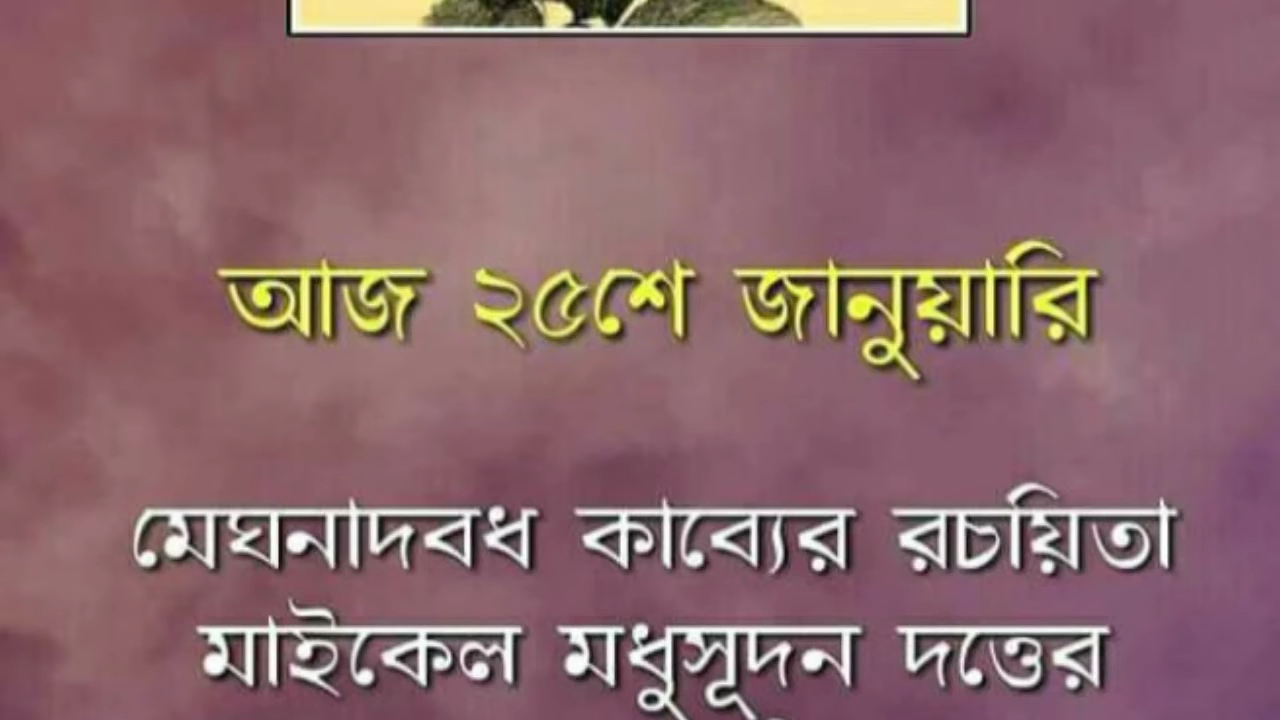 আজ ২৫শে জানুয়ারি
মেঘনাদবধ কাব্যের রচয়িতা
মাইকেল মধুসূদন দত্তের